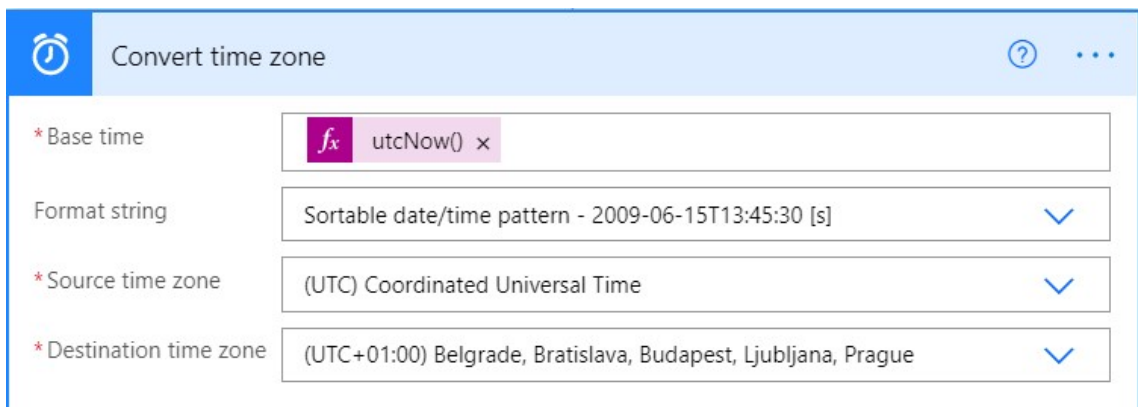 Convert time zone
*Base time
fx utcNow() ×
Format string
Sortable date/time pattern - 2009-06-15T13:45:30 [s]
*Source time zone
(UTC) Coordinated Universal Time
*Destination time zone
(UTC+01:00) Belgrade, Bratislava, Budapest, Ljubljana, Prague